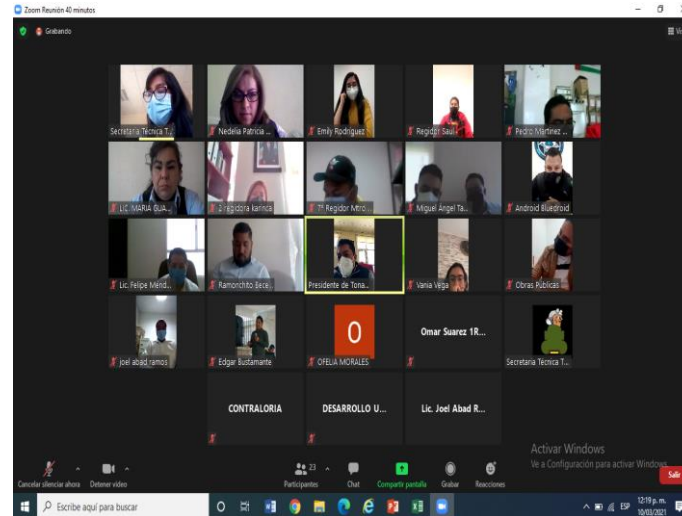 Zoom Reunión 40 minutos
Grabando
Secretaria Técnica T...
Nedelia Patricia ...
Emily Rodriguez
Regidor Saul
Pedro Martinez ...
LIC. MARIA GUA...
2 regidora karinca
7° Regidor Mtro
Miguel Angel Ta...
Android Bluedroid
Lic. Felipe Mend...
Ramonchito Bece...
Presidente de Tona...
Vania Vega
Obras Públicas
joel abad ramos
Edgar Bustamante
O
OFELIA MORALES
Omar Suarez 1R...
Secretaria Técnica T...
CONTRALORIA
DESARROLLO U...
Lic. Joel Abad R...
Activar Windows
Ve a Configuración para activar Windows.
Cancelar silenciar ahora
Detener video
23
Participantes
Chat
Compartir pantalla
Grabar
Reacciones
Salir
Escribe aquí para buscar
ESP
12:19 p. m.
10/03/2021